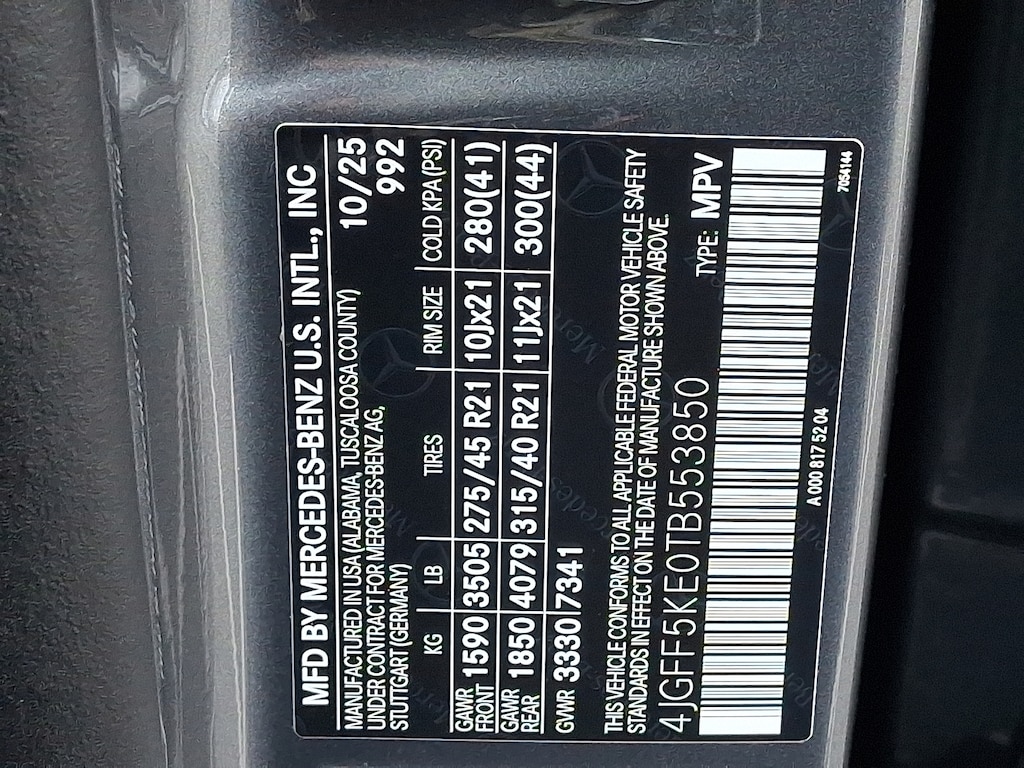 MFD BY MERCEDES-BENZ U.S. INTL., INC
MANUFACTURED IN USA (ALABAMA, TUSCALOOSA COUNTY) 10/25
UNDER CONTRACT FOR MERCEDES-BENZ AG, 992
STUTTGART (GERMANY)
KG LB TIRES RIM SIZE COLD KPA (PSI)
GAWR FRONT 1590 3505 275/45 R21 10Jx21 280(41)
GAWR REAR 1850 4079 315/40 R21 11Jx21 300(44)
GVWR 3330 7341
THIS VEHICLE CONFORMS TO ALL APPLICABLE FEDERAL MOTOR VEHICLE SAFETY
STANDARDS IN EFFECT ON THE DATE OF MANUFACTURE SHOWN ABOVE.
4JGFF5KE0TB553850 TYPE: MPV
A 000 817 52 04 7054144